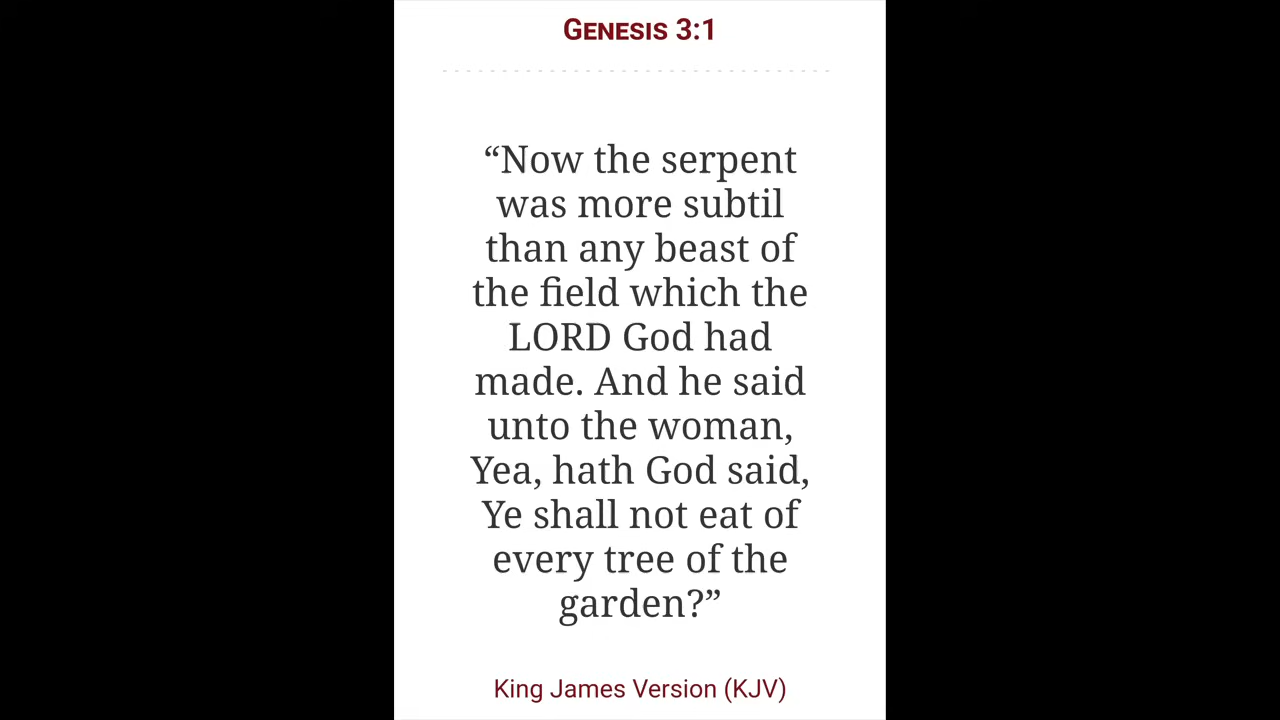 GENESIS 3:1
“Now the serpent
was more subtil
than any beast of
the field which the
LORD God had
made. And he said
unto the woman,
Yea, hath God said,
Ye shall not eat of
every tree of the
garden?”
King James Version (KJV)